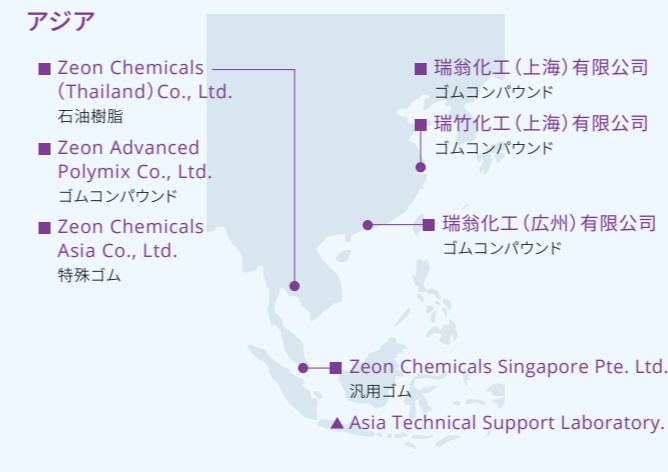 アジア
Zeon Chemicals
（Thailand）Co., Ltd.
石油樹脂
Zeon Advanced
Polymix Co., Ltd.
ゴムコンパウンド
Zeon Chemicals
Asia Co., Ltd.
特殊ゴム
瑞翁化工（上海）有限公司
ゴムコンパウンド
瑞竹化工（上海）有限公司
ゴムコンパウンド
瑞翁化工（広州）有限公司
ゴムコンパウンド
Zeon Chemicals Singapore Pte. Ltd.
汎用ゴム
Asia Technical Support Laboratory.